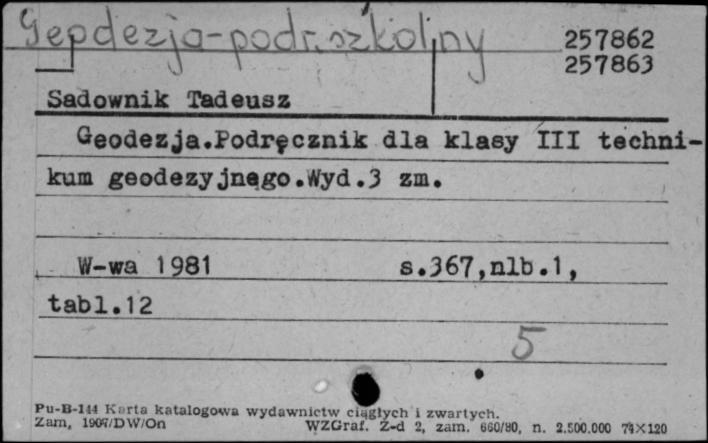 Geodezja-podr. szkolny
257862
257863
Sadownik Tadeusz
Geodezja.Podręcznik dla klasy III techni-
kum geodezyjnego.Wyd.3 zm.
W-wa 1981 s.367,nlb.1,
tabl.12
5
Pu-B-144 Karta katalogowa wydawnictw ciągłych i zwartych.
Zam, 1907/DW/On WZGraf. Z-d 2, zam. 660/80, n. 2.500.000 74×120